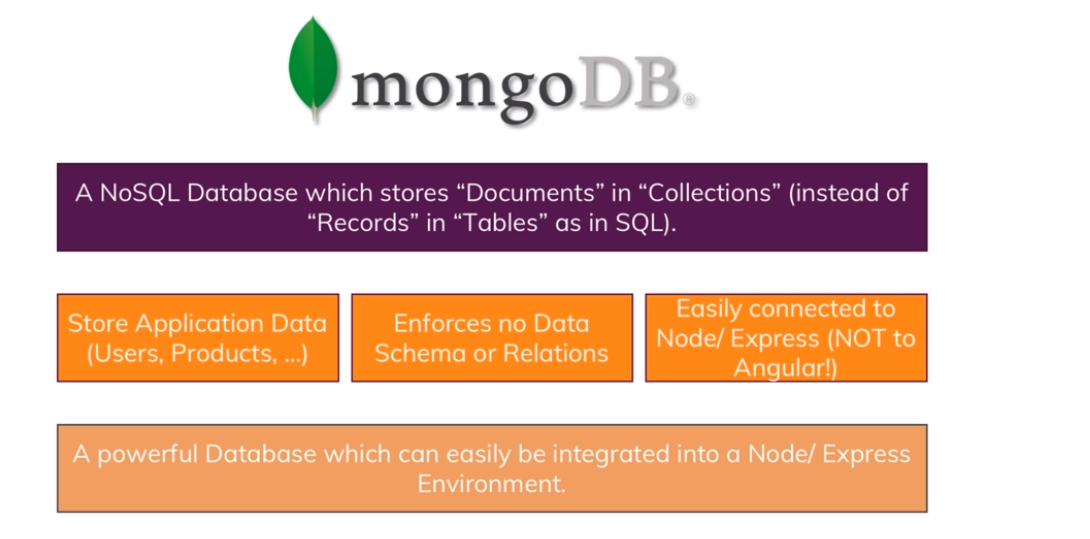 mongoDB®
A NoSQL Database which stores “Documents” in “Collections” (instead of
“Records” in “Tables” as in SQL).
Store Application Data
(Users, Products, ...)
Enforces no Data
Schema or Relations
Easily connected to
Node/ Express (NOT to
Angular!)
A powerful Database which can easily be integrated into a Node/ Express
Environment.